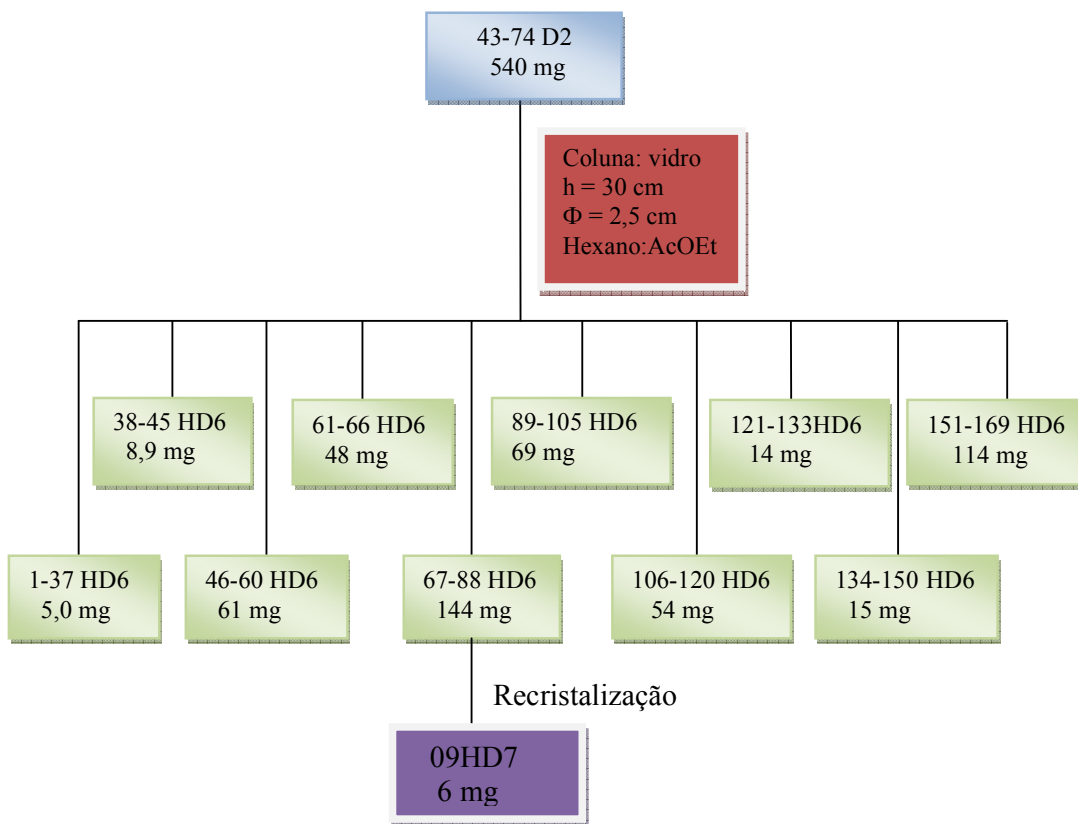 43-74 D2
540 mg
Coluna: vidro
h = 30 cm
Φ = 2,5 cm
Hexano:AcOEt
38-45 HD6
8,9 mg
61-66 HD6
48 mg
89-105 HD6
69 mg
121-133HD6
14 mg
151-169 HD6
114 mg
1-37 HD6
5,0 mg
46-60 HD6
61 mg
67-88 HD6
144 mg
106-120 HD6
54 mg
134-150 HD6
15 mg
Recristalização
09HD7
6 mg